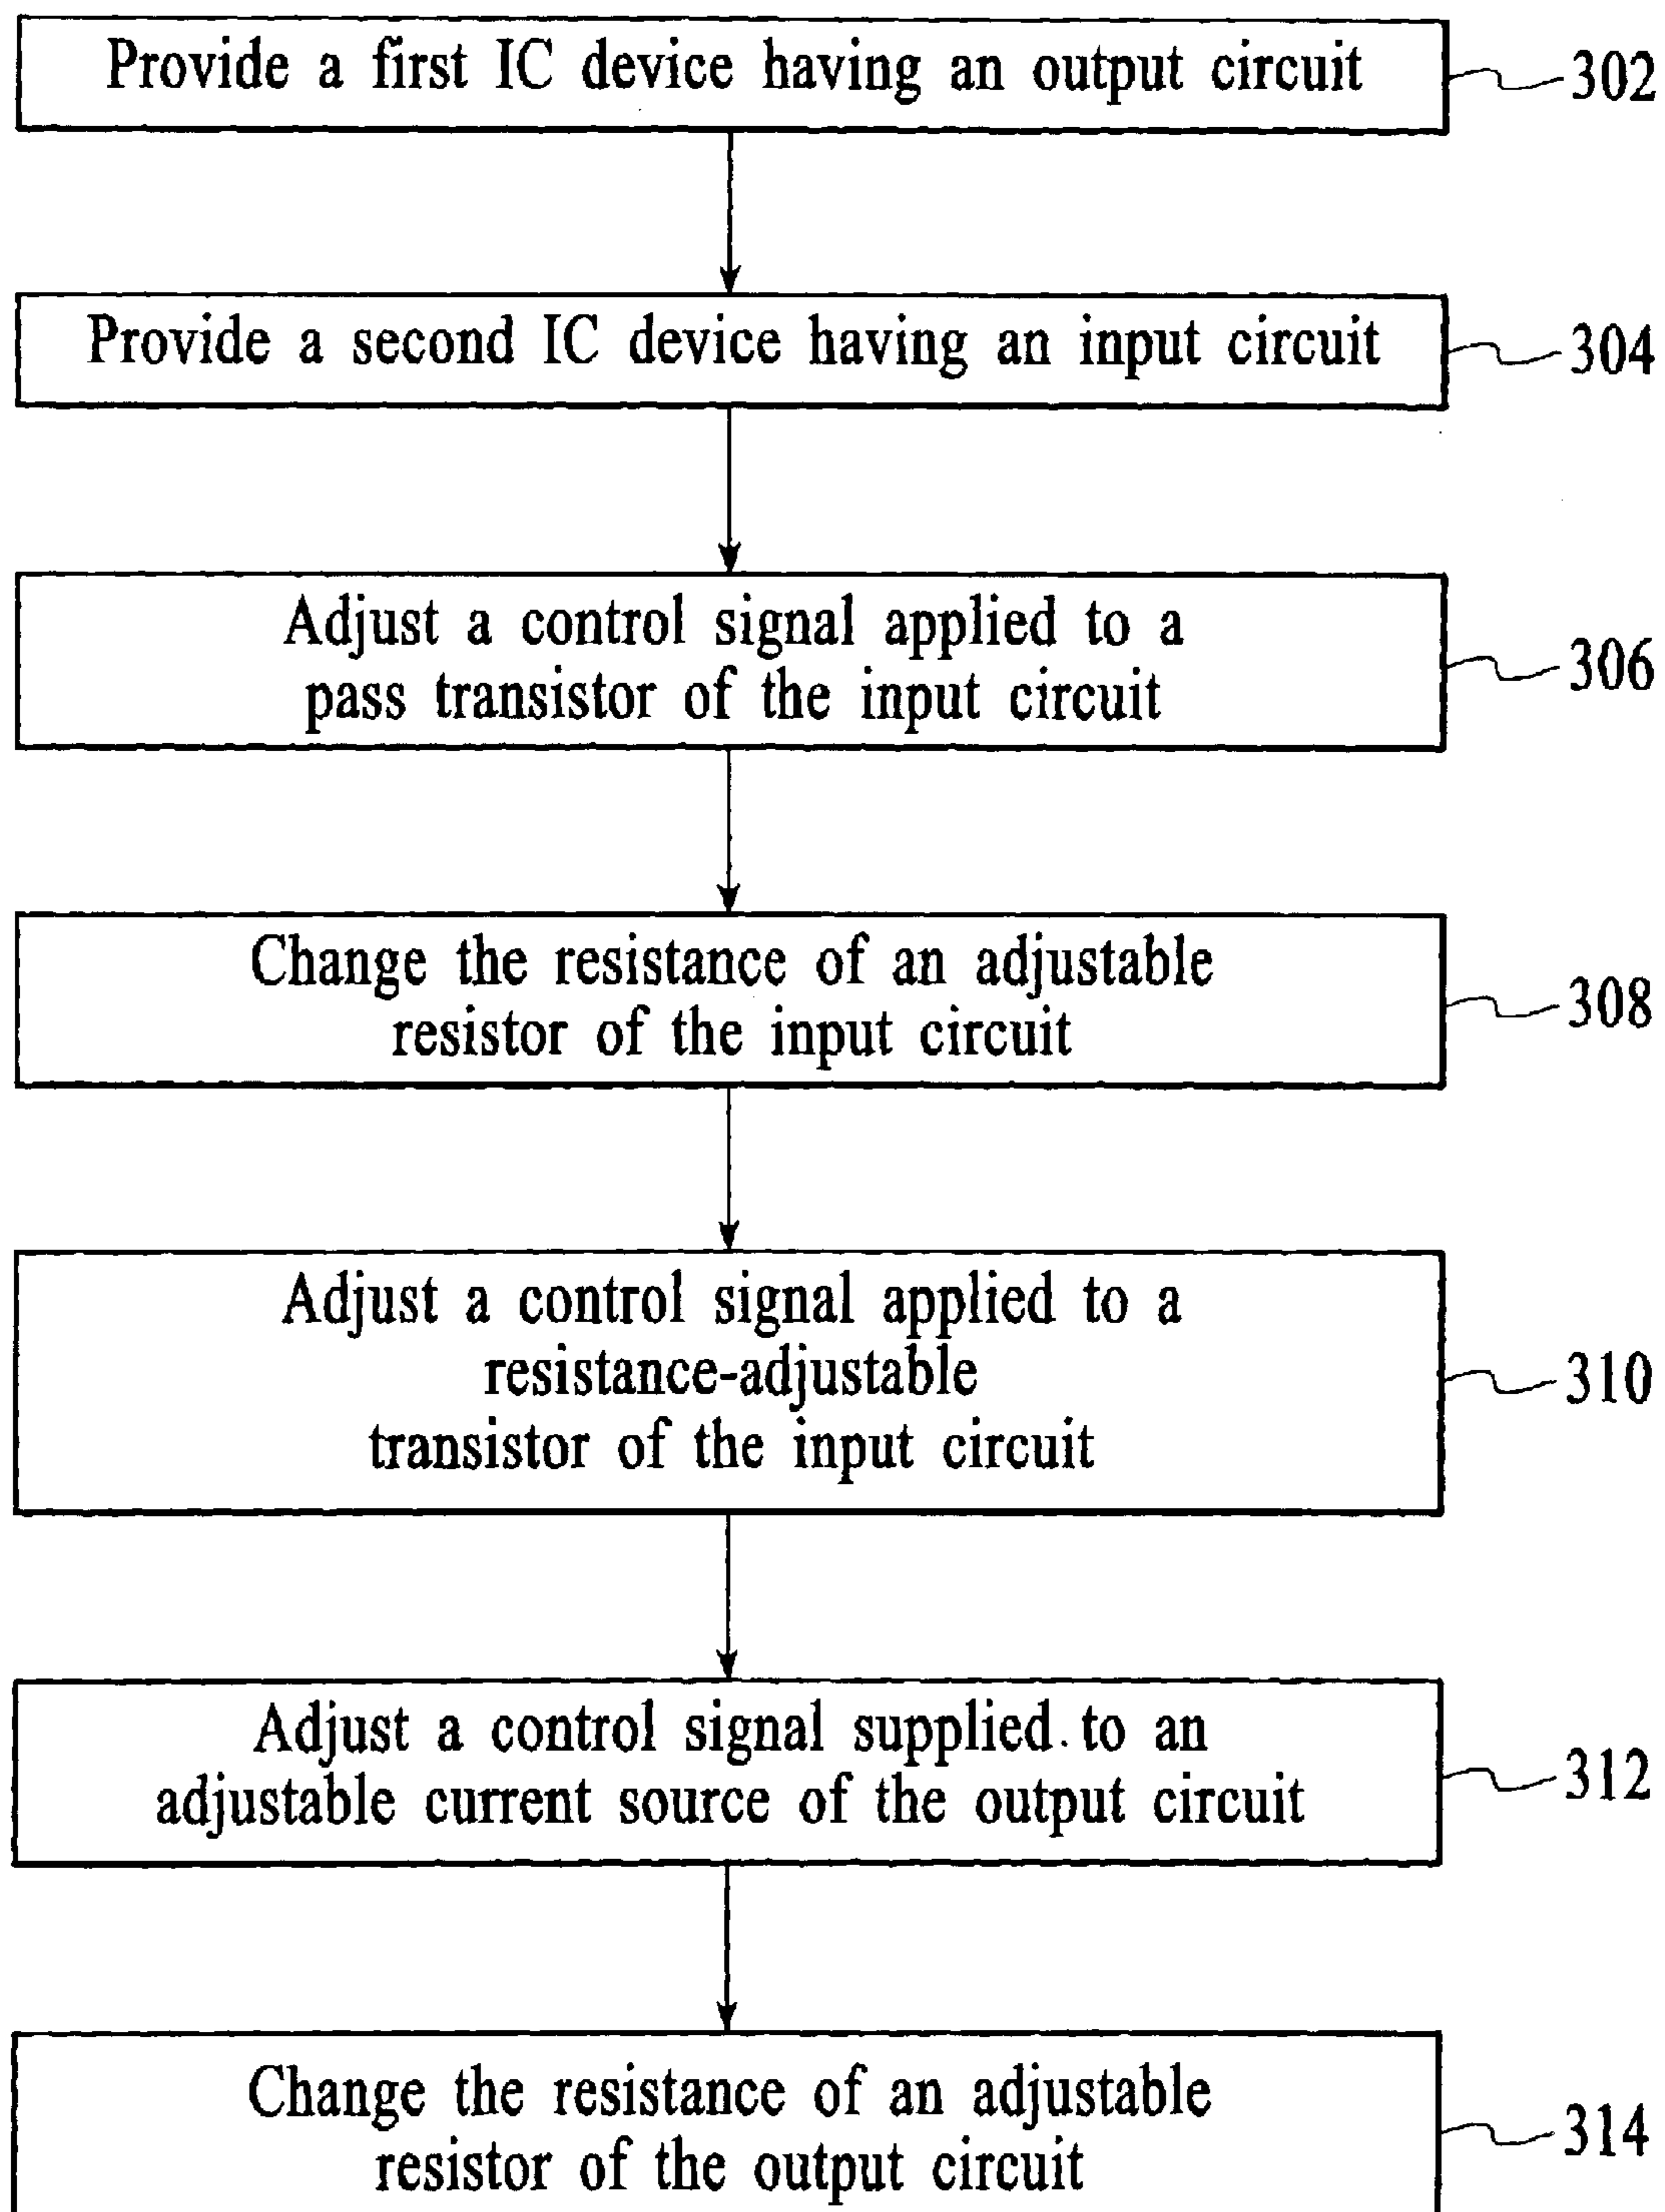 Provide a first IC device having an output circuit
302
Provide a second IC device having an input circuit
304
Adjust a control signal applied to a
pass transistor of the input circuit
306
Change the resistance of an adjustable
resistor of the input circuit
308
Adjust a control signal applied to a
resistance-adjustable
transistor of the input circuit
310
Adjust a control signal supplied to an
adjustable current source of the output circuit
312
Change the resistance of an adjustable
resistor of the output circuit
314